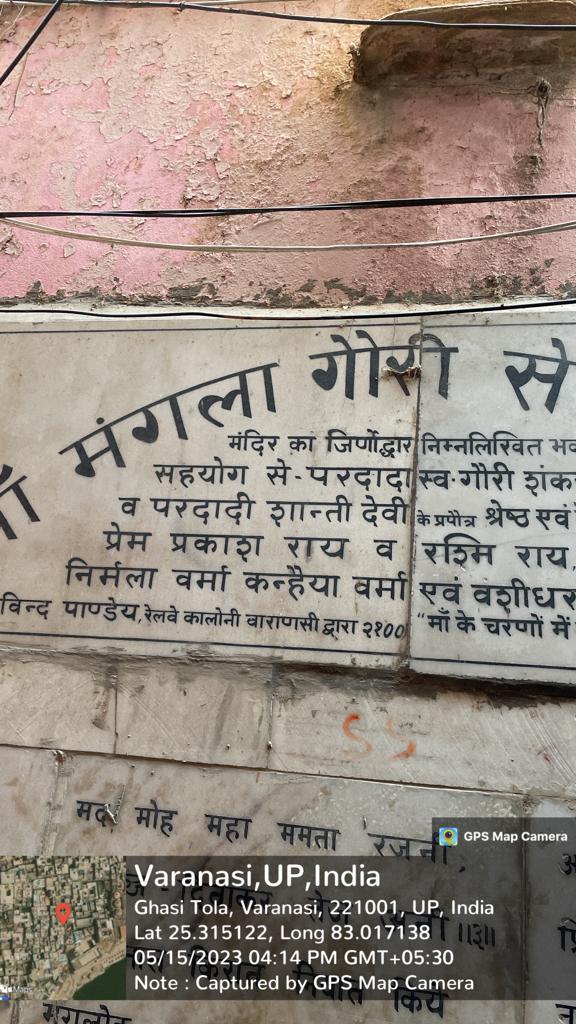 माँ मंगला गौरी से
मंदिर का जिर्णोद्धार निम्नलिखित
सहयोग से-परदादा स्व॰गौरी
व परदादी शान्ती देवी के प्रपौत्र श्रेष्ठ एवं
प्रेम प्रकाश राय व रश्मि राय,
निर्मला वर्मा कन्हैया वर्मा एवं वशीधर
विन्द पाण्डेय, रेलवे कालोनी वाराणसी द्वारा २१००
“माँ के चरणों में
मद मोह महा ममता रजनी,
॥३॥
किये
GPS Map Camera
Varanasi,UP,India
Ghasi Tola, Varanasi, 221001, UP, India
Lat 25.315122, Long 83.017138
05/15/2023 04:14 PM GMT+05:30
Note : Captured by GPS Map Camera
Maps